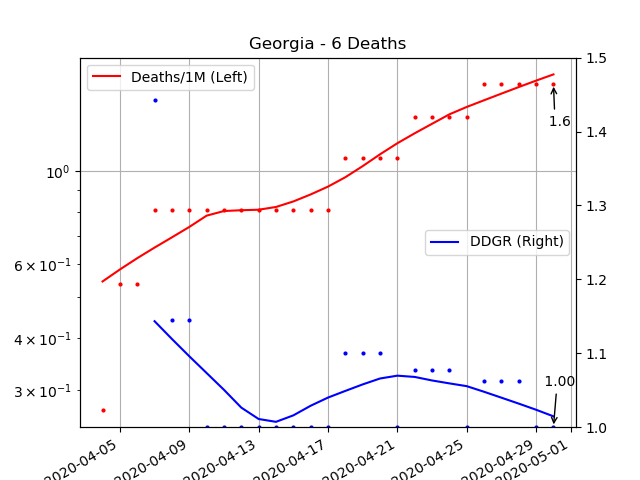 Georgia - 6 Deaths
Deaths/1M (Left)
DDGR (Right)
1.6
1.00
10⁰
6 × 10⁻¹
4 × 10⁻¹
3 × 10⁻¹
1.5
1.4
1.3
1.2
1.1
1.0
2020-04-05
2020-04-09
2020-04-13
2020-04-17
2020-04-21
2020-04-25
2020-04-29
2020-05-01